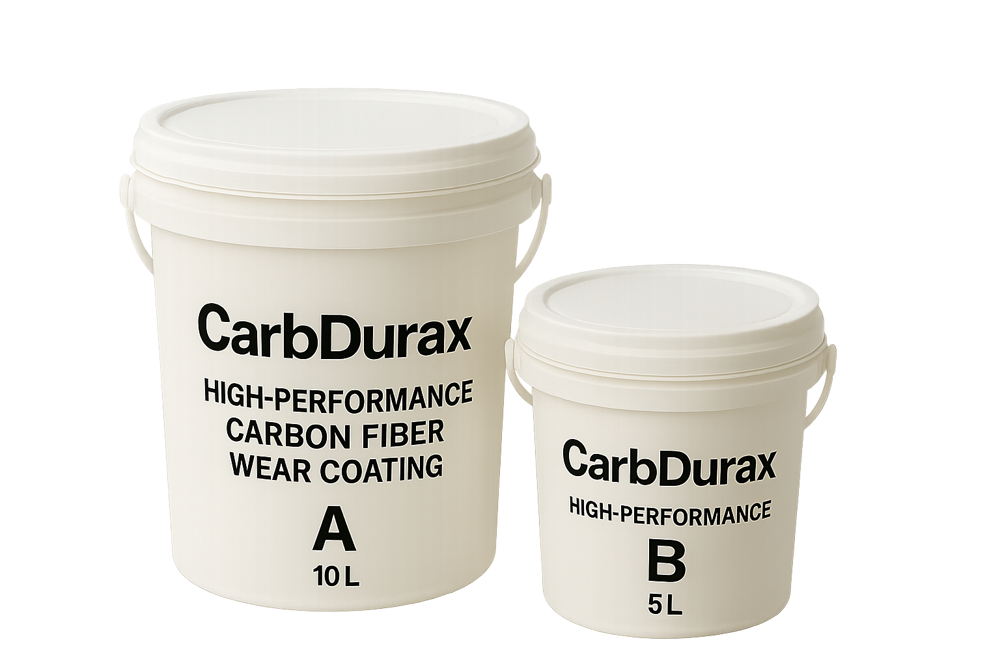 CarbDurax
HIGH-PERFORMANCE
CARBON FIBER
WEAR COATING
A
10 L
CarbDurax
HIGH-PERFORMANCE
B
5 L